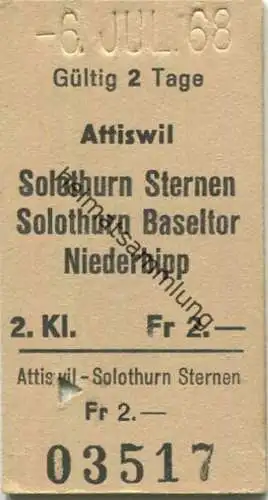 -6. JUL. 68
Gültig 2 Tage
Attiswil
Solothurn Sternen
Solothurn Baseltor
Niederbipp
2. Kl. Fr 2.—
Attiswil - Solothurn Sternen
Fr 2.—
03517
heimatsammlung